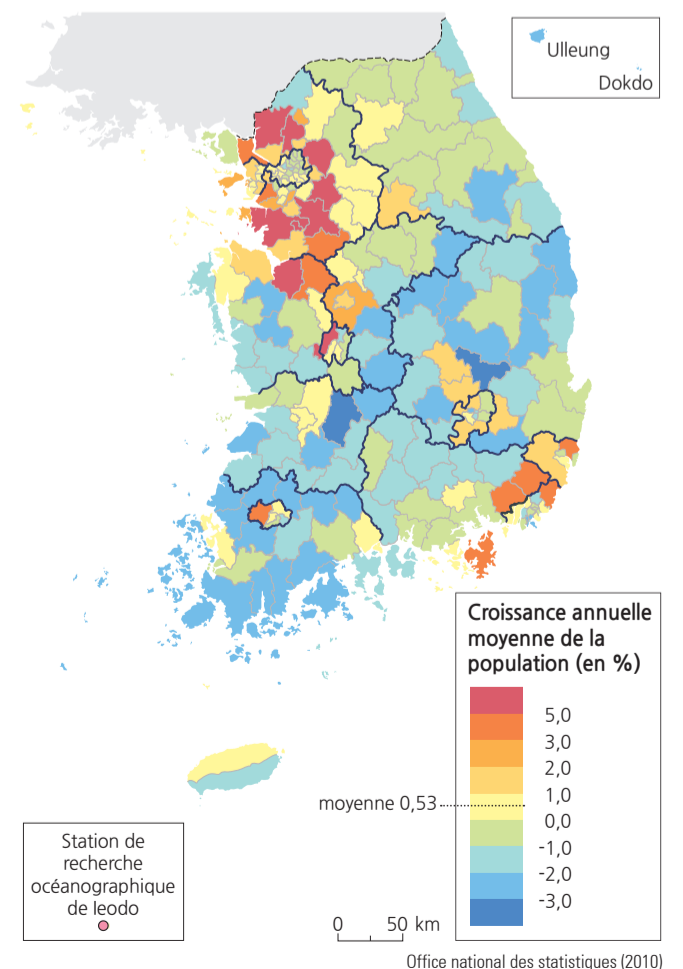 Ulleung
Dokdo
Croissance annuelle
moyenne de la
population (en %)
5,0
3,0
2,0
1,0
moyenne 0,53
0,0
-1,0
-2,0
-3,0
Station de
recherche
océanographique
de Ieodo
0 50 km
Office national des statistiques (2010)